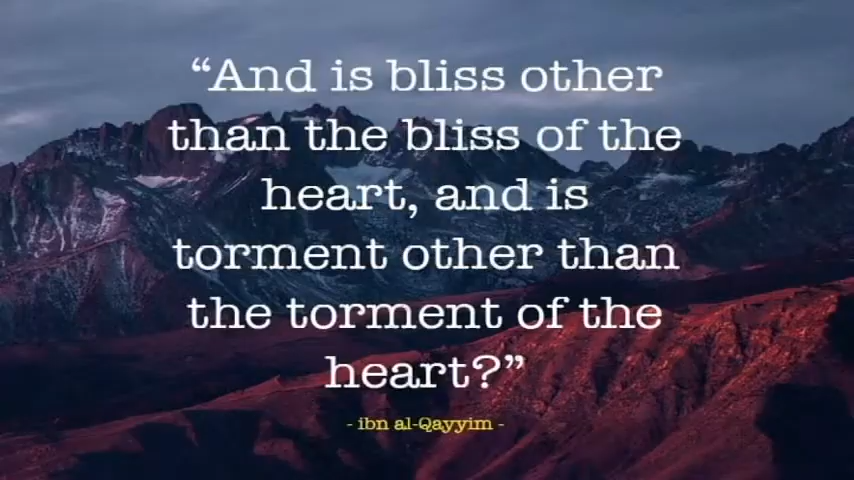 “And is bliss other
than the bliss of the
heart, and is
torment other than
the torment of the
heart?”
- ibn al-Qayyim -